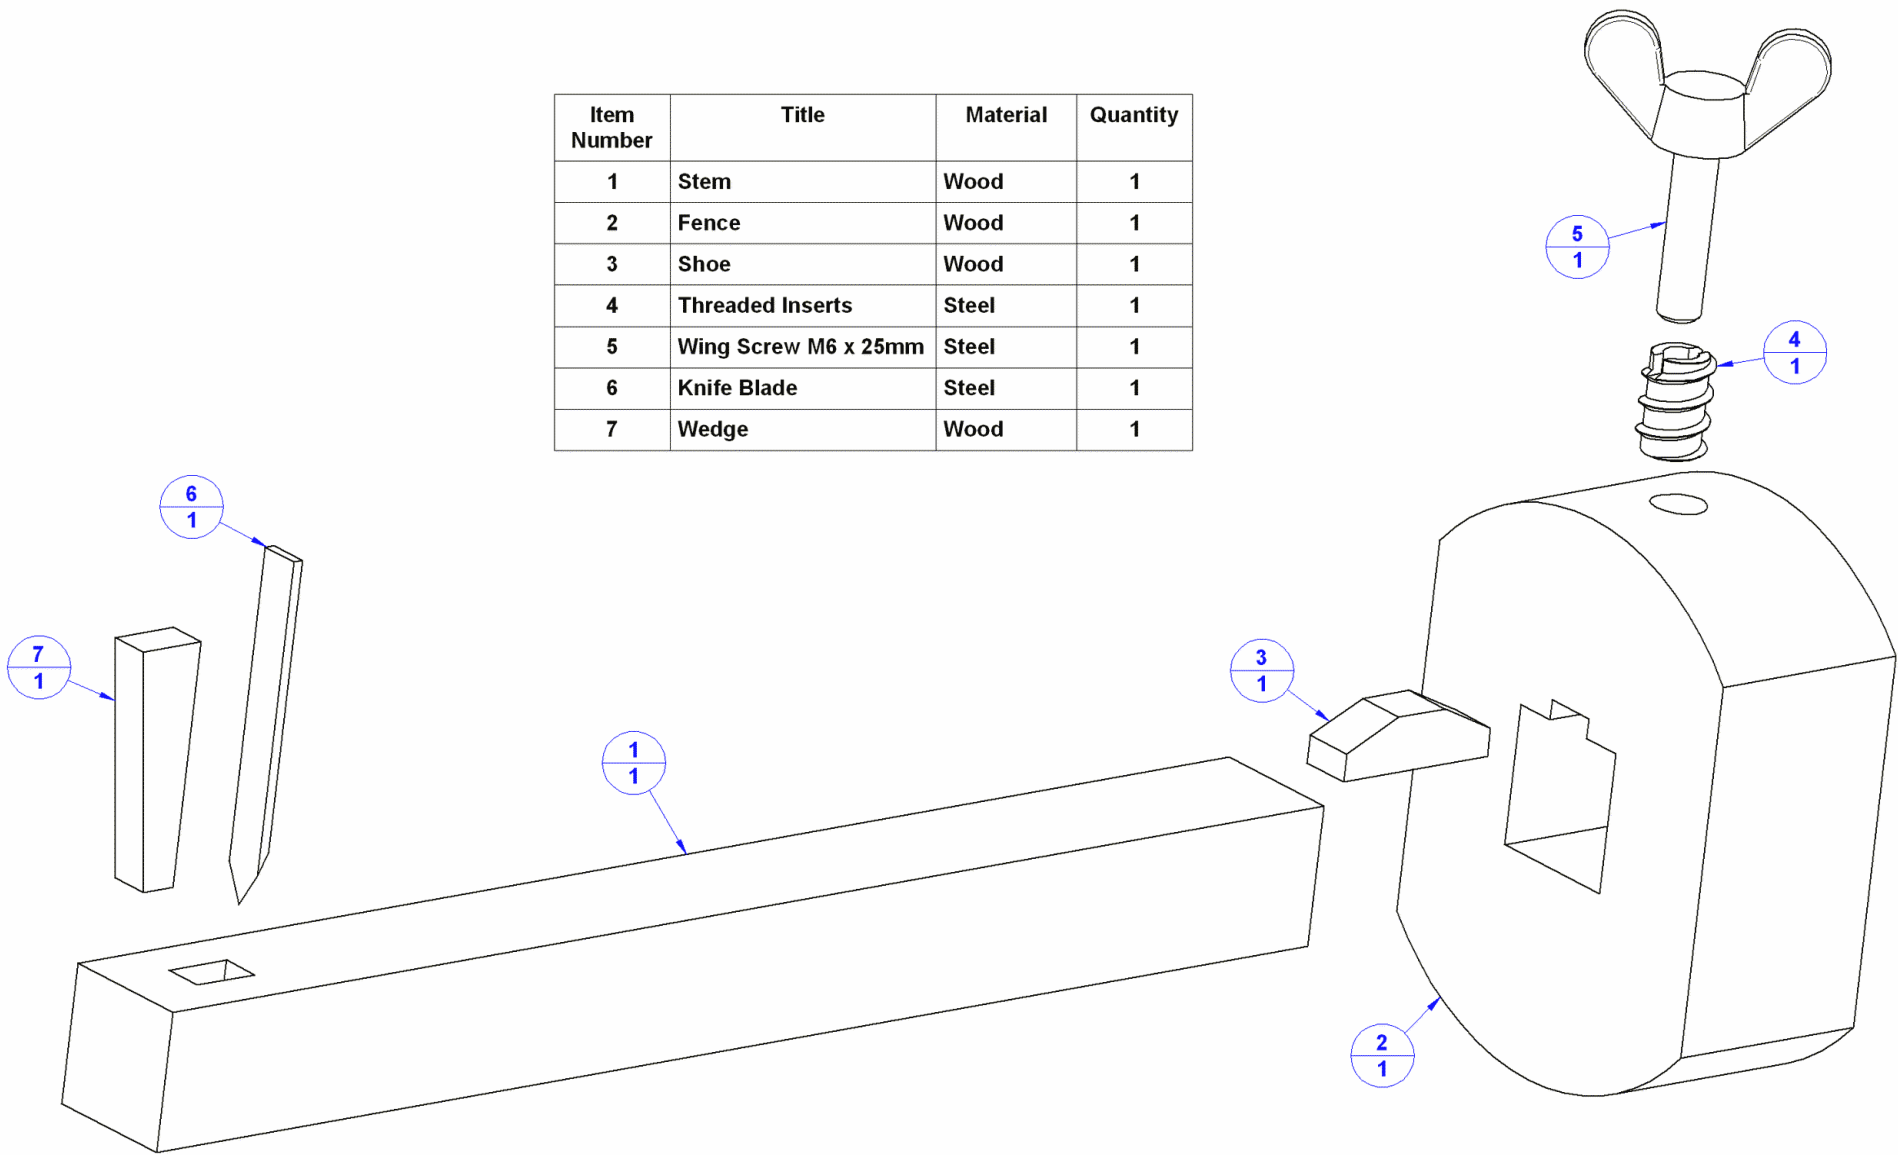 Item Number Title Material Quantity
1 Stem Wood 1
2 Fence Wood 1
3 Shoe Wood 1
4 Threaded Inserts Steel 1
5 Wing Screw M6 x 25mm Steel 1
6 Knife Blade Steel 1
7 Wedge Wood 1
5
1
4
1
6
1
7
1
3
1
1
1
2
1